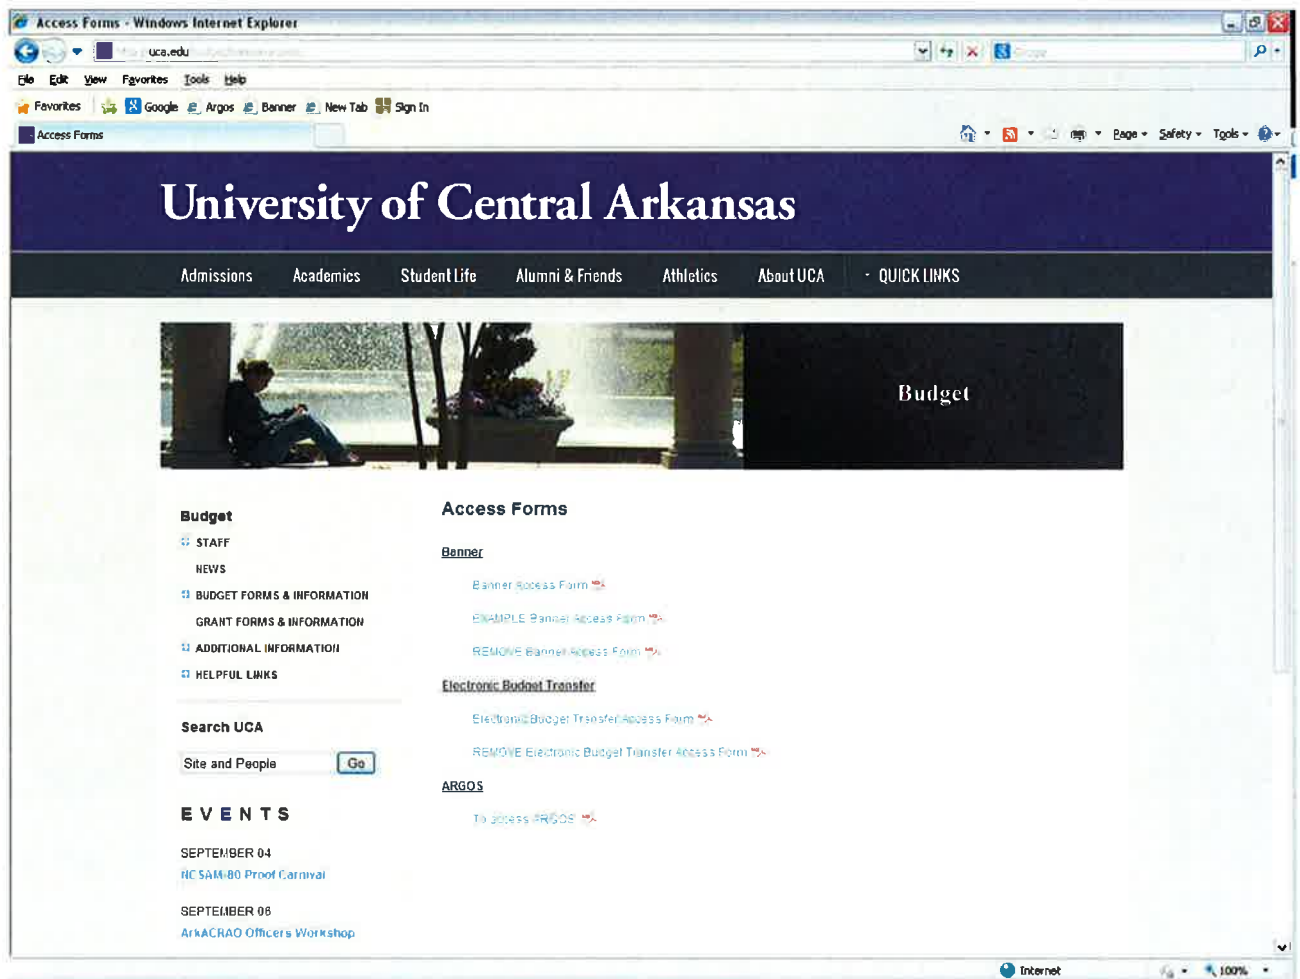 Access Forms - Windows Internet Explorer
uca.edu
File Edit View Favorites Tools Help
Favorites Google Argos Banner New Tab Sign In
Access Forms
Page Safety Tools
University of Central Arkansas
Admissions Academics Student Life Alumni & Friends Athletics About UCA - QUICK LINKS
Budget
Budget
STAFF
NEWS
BUDGET FORMS & INFORMATION
GRANT FORMS & INFORMATION
ADDITIONAL INFORMATION
HELPFUL LINKS
Search UCA
Site and People Go
EVENTS
SEPTEMBER 04
NCSAM-80 Proof Carnival
SEPTEMBER 06
ArkACRAO Officers Workshop
Access Forms
Banner
Banner Access Form
EXAMPLE Banner Access Form
REMOVE Banner Access Form
Electronic Budget Transfer
Electronic Budget Transfer Access Form
REMOVE Electronic Budget Transfer Access Form
ARGOS
To access ARGOS
Internet 100%